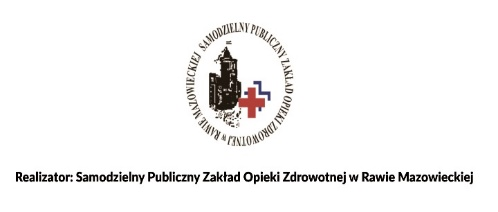 SAMODZIELNY PUBLICZNY ZAKŁAD OPIEKI ZDROWOTNEJ w RAWIE MAZOWIECKIEJ
Realizator: Samodzielny Publiczny Zakład Opieki Zdrowotnej w Rawie Mazowieckiej